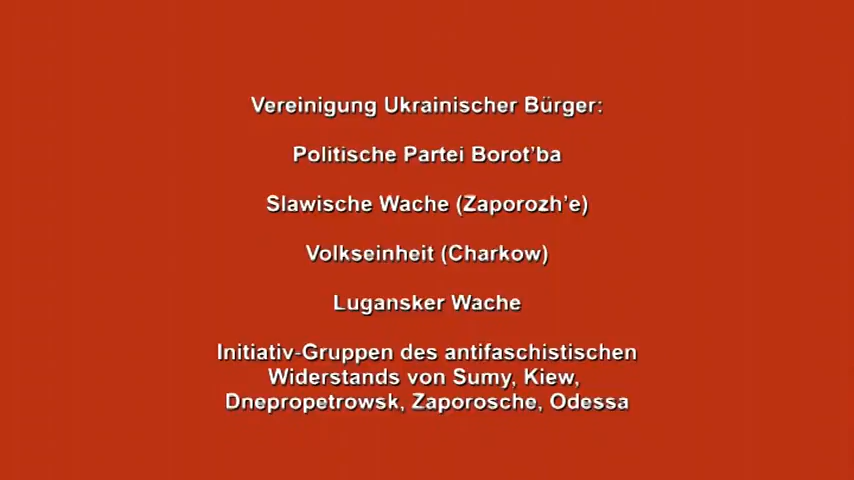 Vereinigung Ukrainischer Bürger:
Politische Partei Borot'ba
Slawische Wache (Zaporozh'e)
Volkseinheit (Charkow)
Lugansker Wache
Initiativ-Gruppen des antifaschistischen
Widerstands von Sumy, Kiew,
Dnepropetrowsk, Zaporosche, Odessa